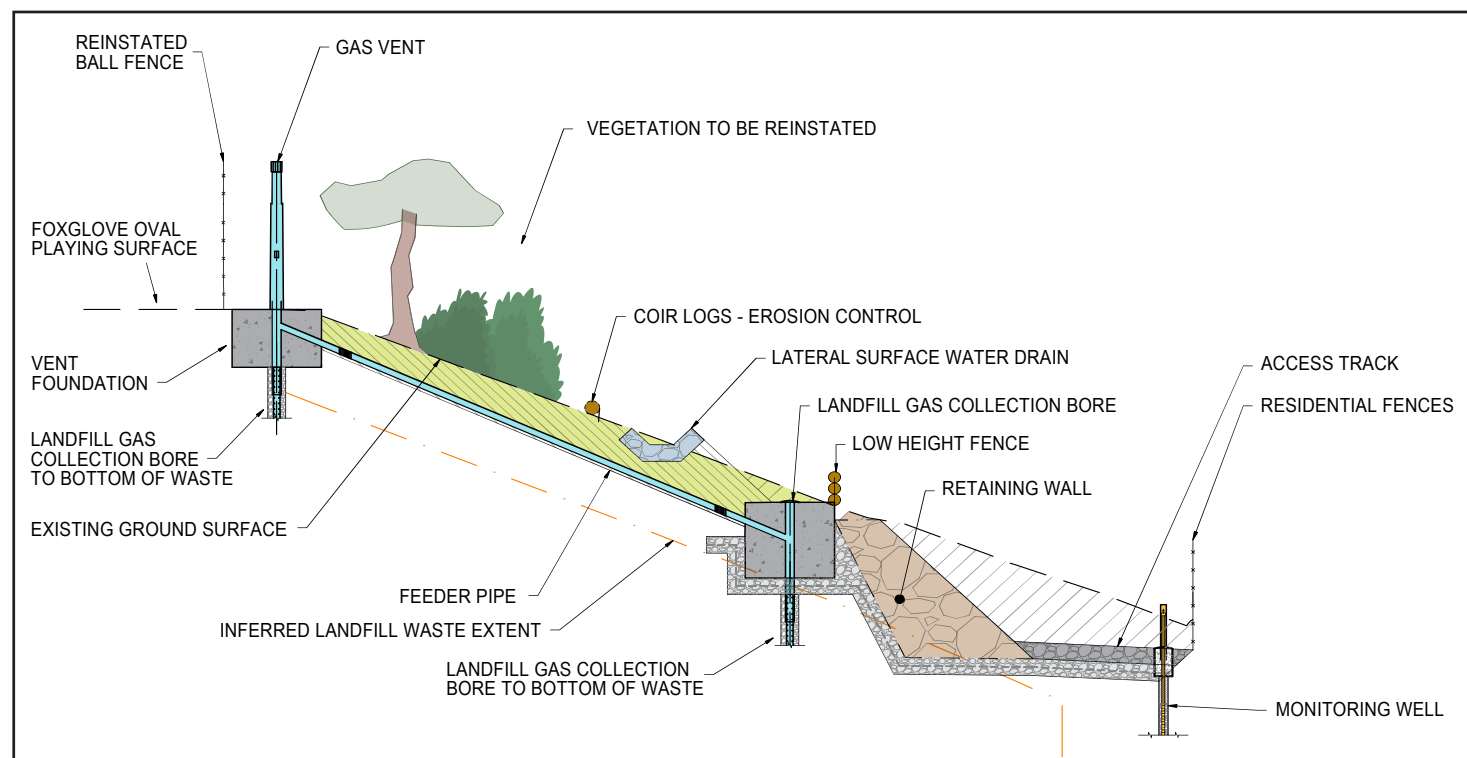 REINSTATED
BALL FENCE
GAS VENT
VEGETATION TO BE REINSTATED
FOXGLOVE OVAL
PLAYING SURFACE
COIR LOGS - EROSION CONTROL
LATERAL SURFACE WATER DRAIN
ACCESS TRACK
VENT
FOUNDATION
LANDFILL GAS COLLECTION BORE
RESIDENTIAL FENCES
LANDFILL GAS
COLLECTION BORE
TO BOTTOM OF WASTE
LOW HEIGHT FENCE
RETAINING WALL
EXISTING GROUND SURFACE
FEEDER PIPE
INFERRED LANDFILL WASTE EXTENT
LANDFILL GAS COLLECTION
BORE TO BOTTOM OF WASTE
MONITORING WELL